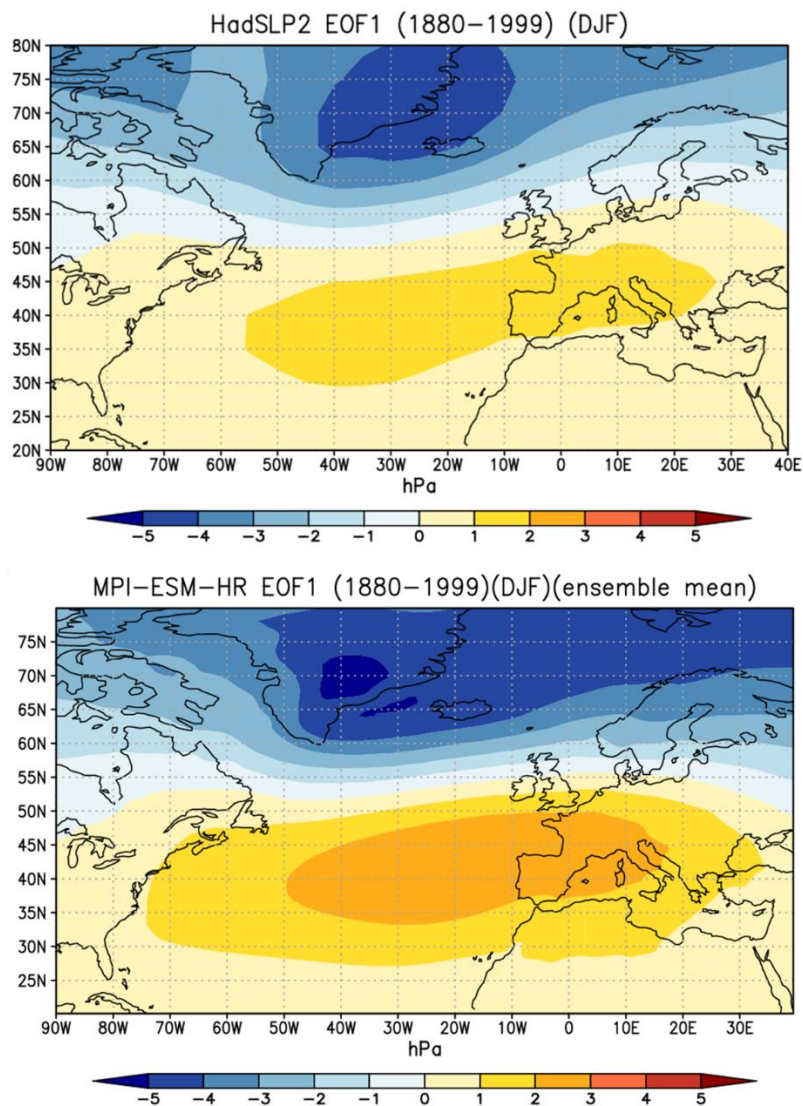 HadSLP2 EOF1 (1880−1999) (DJF)
80N
75N
70N
65N
60N
55N
50N
45N
40N
35N
30N
25N
20N
90W 80W 70W 60W 50W 40W 30W 20W 10W 0 10E 20E 30E 40E
hPa
−5 −4 −3 −2 −1 0 1 2 3 4 5
MPI−ESM−HR EOF1 (1880−1999)(DJF)(ensemble mean)
75N
70N
65N
60N
55N
50N
45N
40N
35N
30N
25N
90W 80W 70W 60W 50W 40W 30W 20W 10W 0 10E 20E 30E
hPa
−5 −4 −3 −2 −1 0 1 2 3 4 5